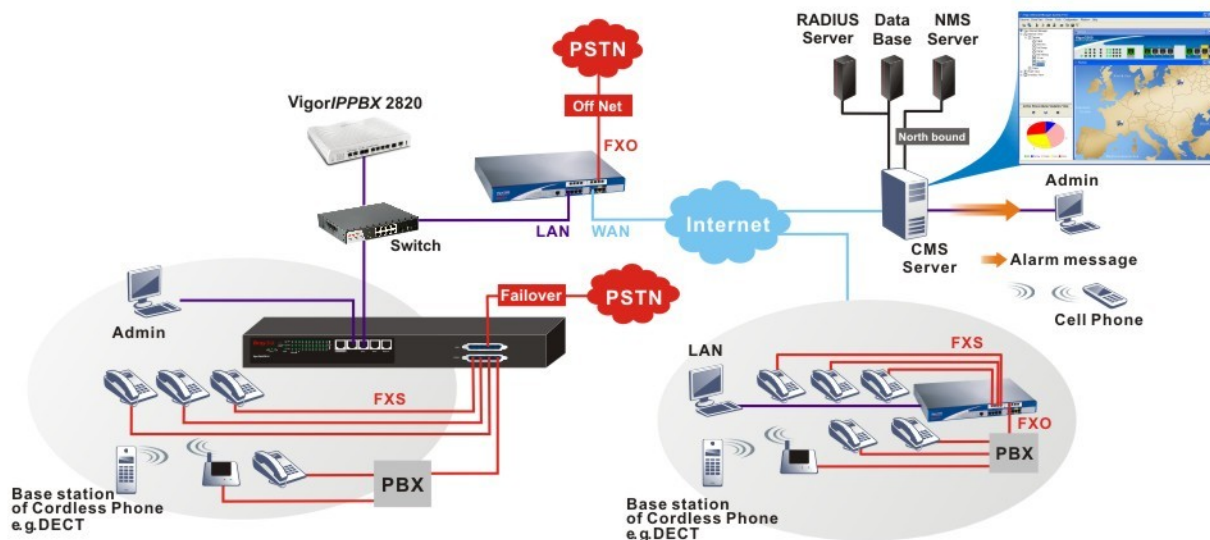 PSTN
Off Net
FXO
VigorIPPBX 2820
Switch
LAN
WAN
Internet
RADIUS Server
Data Base
NMS Server
North bound
CMS Server
Admin
Alarm message
Cell Phone
Admin
Failover
PSTN
FXS
PBX
Base station
of Cordless Phone
e.g.DECT
LAN
FXS
FXO
PBX
Base station
of Cordless Phone
e.g.DECT